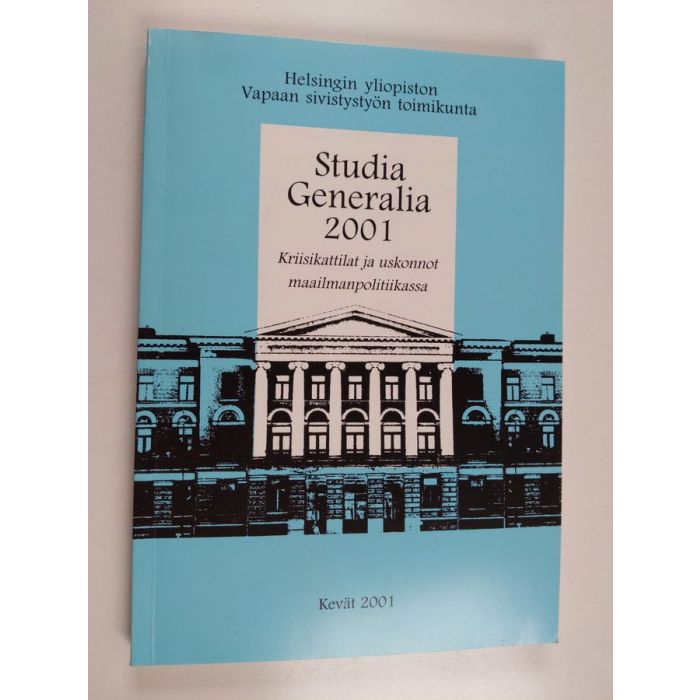 Helsingin yliopiston
Vapaan sivistystyön toimikunta
Studia
Generalia
2001
Kriisikattilat ja uskonnot
maailmanpolitiikassa
Kevät 2001